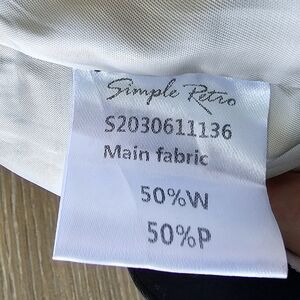 Simple Retro
S2030611136
Main fabric
50%W
50%P